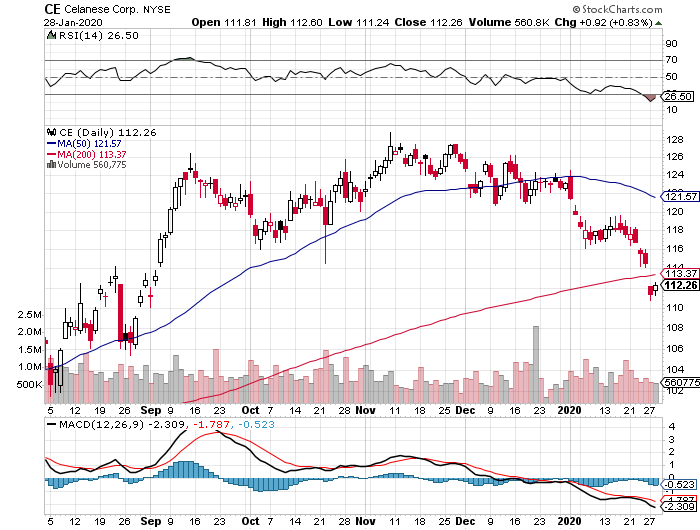 CE Celanese Corp. NYSE © StockCharts.com
28-Jan-2020 Open 111.81 High 112.60 Low 111.24 Close 112.26 Volume 560.8K Chg +0.92 (+0.83%)
RSI(14) 26.50
90
70
50
30
26.50
10
CE (Daily) 112.26
MA(50) 121.57
MA(200) 113.37
Volume 560,775
128
126
124
122
121.57
120
118
116
114
113.37
112.26
110
108
106
104
102
2.5M
2.0M
1.5M
1.0M
500K
560775
5 12 19 26 Sep 9 16 23 Oct 7 14 21 28 Nov 11 18 25 Dec 9 16 23 2020 13 21 27
MACD(12,26,9) -2.309, -1.787, -0.523
4
3
2
1
0
-0.523
-1.787
-2.309
5 12 19 26 Sep 9 16 23 Oct 7 14 21 28 Nov 11 18 25 Dec 9 16 23 2020 13 21 27